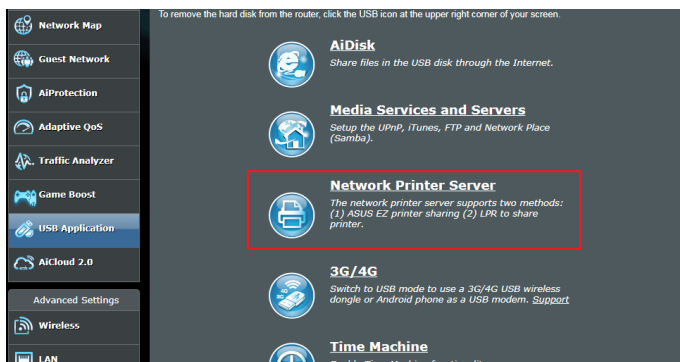 To remove the hard disk from the router, click the USB icon at the upper right corner of your screen.
Network Map
Guest Network
AiProtection
Adaptive QoS
Traffic Analyzer
Game Boost
USB Application
AiCloud 2.0
Advanced Settings
Wireless
LAN
AiDisk
Share files in the USB disk through the Internet.
Media Services and Servers
Setup the UPnP, iTunes, FTP and Network Place
(Samba).
Network Printer Server
The network printer server supports two methods:
(1) ASUS EZ printer sharing (2) LPR to share
printer.
3G/4G
4G
3G
Switch to USB mode to use a 3G/4G USB wireless
dongle or Android phone as a USB modem. Support
Time Machine